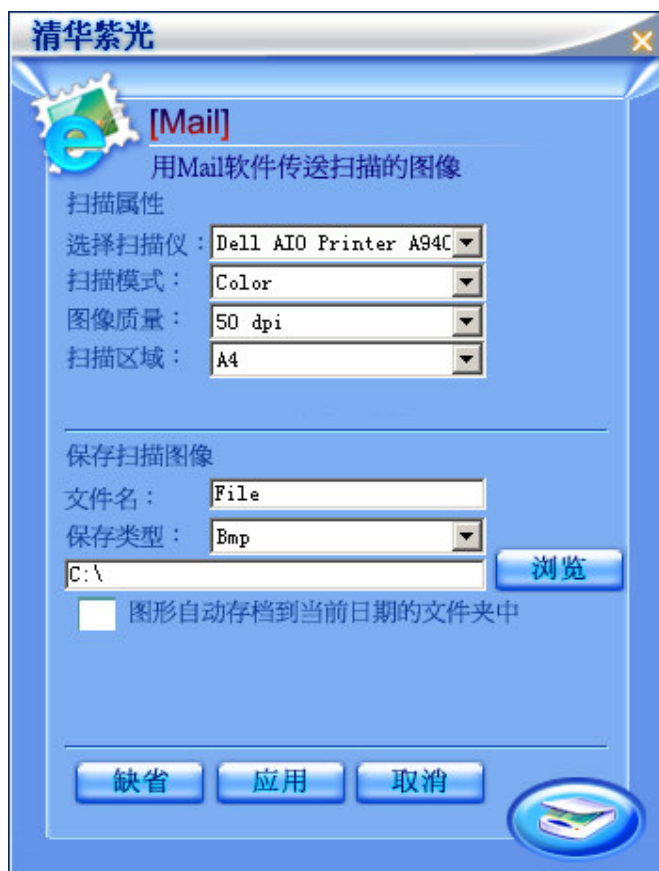 清华紫光
[Mail]
用Mail软件传送扫描的图像
扫描属性
选择扫描仪：Dell AIO Printer A94C
扫描模式：Color
图像质量：50 dpi
扫描区域：A4
保存扫描图像
文件名：File
保存类型：Bmp
C:\ 浏览
图形自动存档到当前日期的文件夹中
缺省 应用 取消